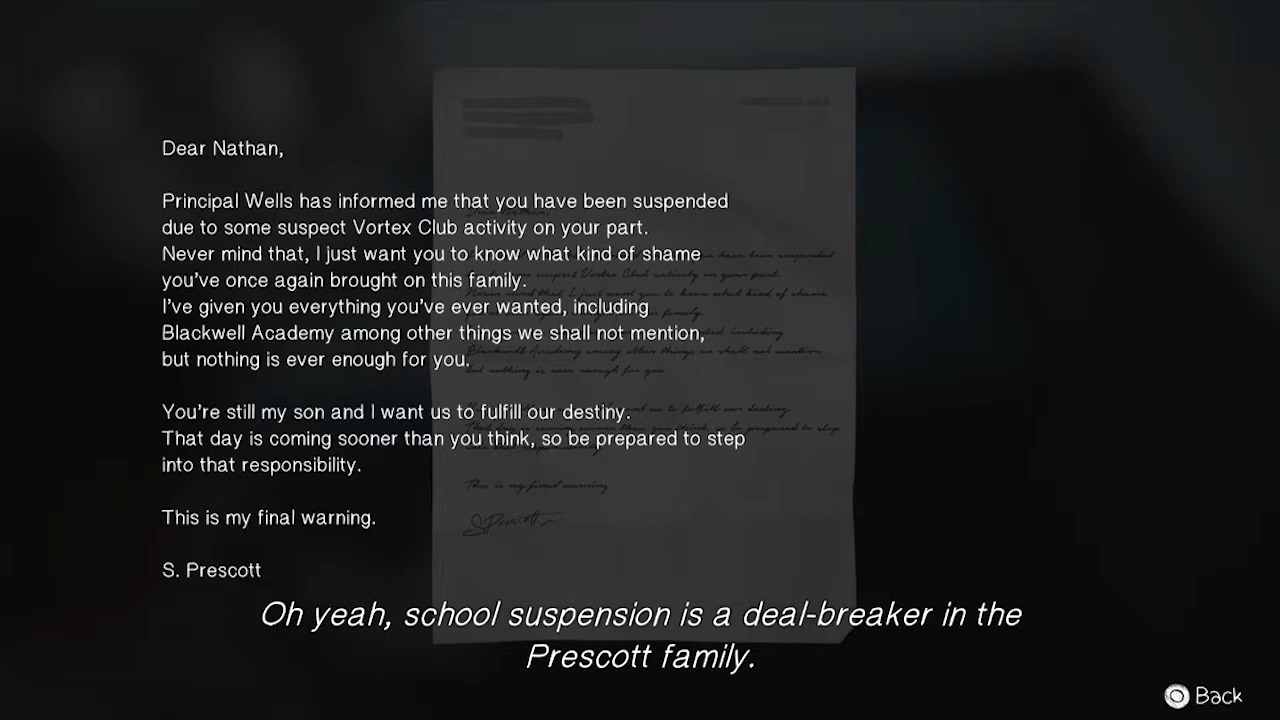 Dear Nathan,
Principal Wells has informed me that you have been suspended
due to some suspect Vortex Club activity on your part.
Never mind that, I just want you to know what kind of shame
you've once again brought on this family.
I've given you everything you've ever wanted, including
Blackwell Academy among other things we shall not mention,
but nothing is ever enough for you.
You're still my son and I want us to fulfill our destiny.
That day is coming sooner than you think, so be prepared to step
into that responsibility.
This is my final warning.
S. Prescott
Oh yeah, school suspension is a deal-breaker in the
Prescott family.
Back